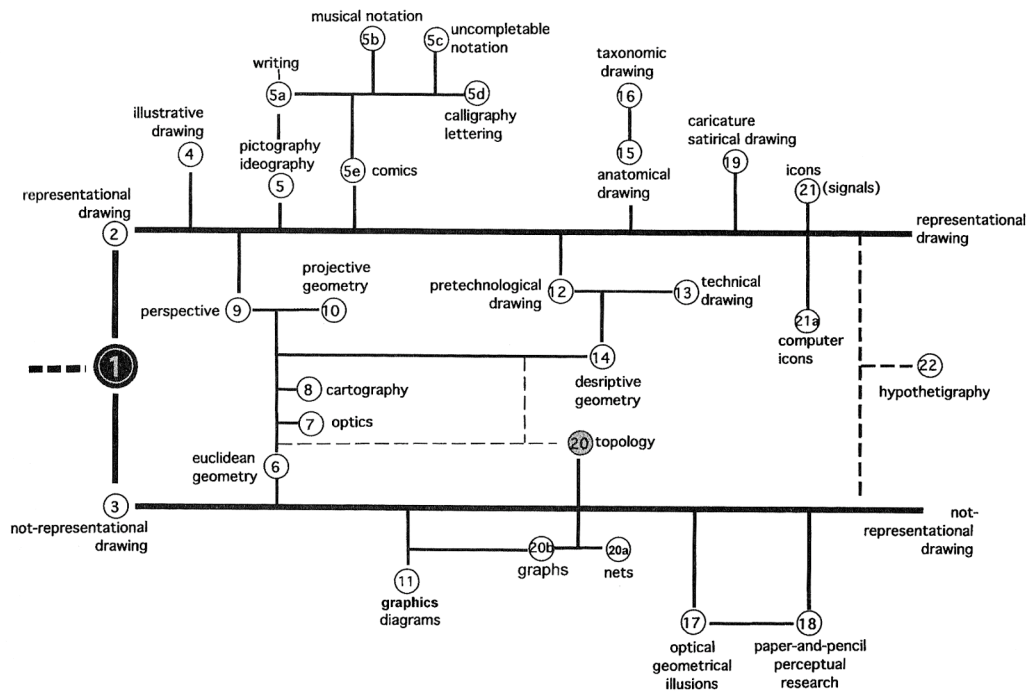 musical notation
5b
5c
uncompletable
notation
writing
5a
5d
calligraphy
lettering
taxonomic
drawing
16
illustrative
drawing
4
pictography
ideography
5
5e
comics
15
anatomical
drawing
caricature
satirical drawing
19
icons
21
(signals)
representational
drawing
2
representational
drawing
projective
geometry
perspective
9
10
pretechnological
drawing
12
13
technical
drawing
21a
computer
icons
1
14
desriptive
geometry
22
hypothetigraphy
8
cartography
7
optics
20
topology
euclidean
geometry
6
3
not-representational
drawing
not-
representational
drawing
20b
graphs
20a
nets
11
graphics
diagrams
17
optical
geometrical
illusions
18
paper-and-pencil
perceptual
research